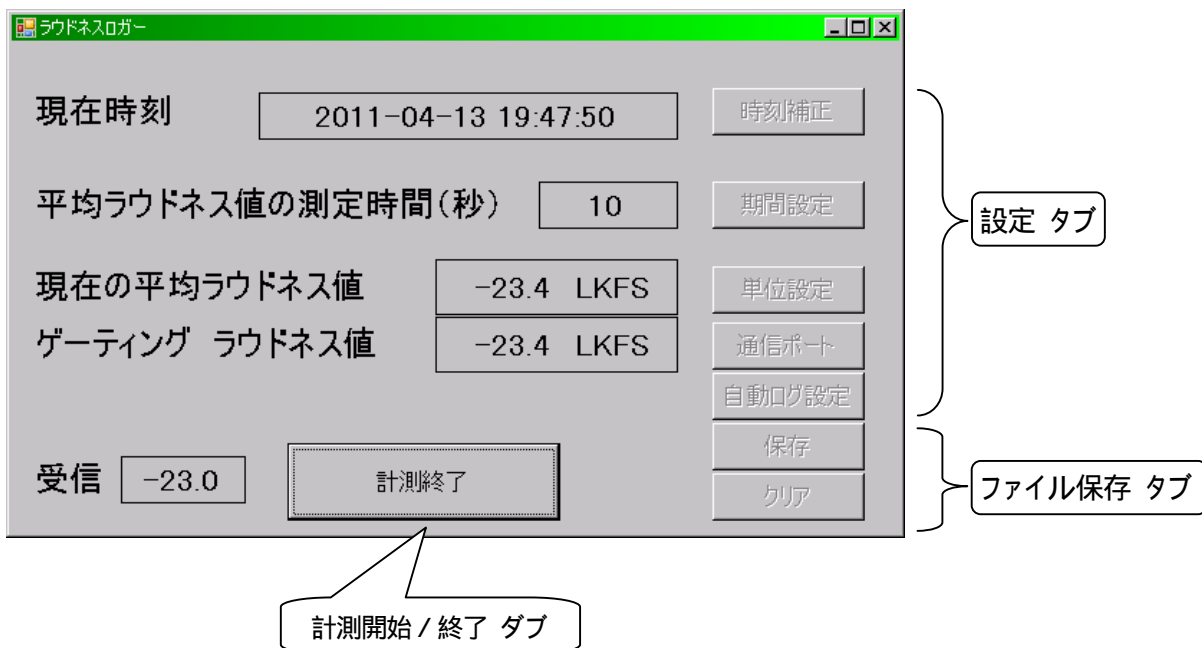 ラウドネスロガー
現在時刻 2011-04-13 19:47:50 時刻補正
平均ラウドネス値の測定時間(秒) 10 期間設定
設定 タブ
現在の平均ラウドネス値 -23.4 LKFS 単位設定
ゲーティング ラウドネス値 -23.4 LKFS 通信ポート
自動ログ設定
保存
受信 -23.0 計測終了 クリア
ファイル保存 タブ
計測開始 / 終了 ダブ